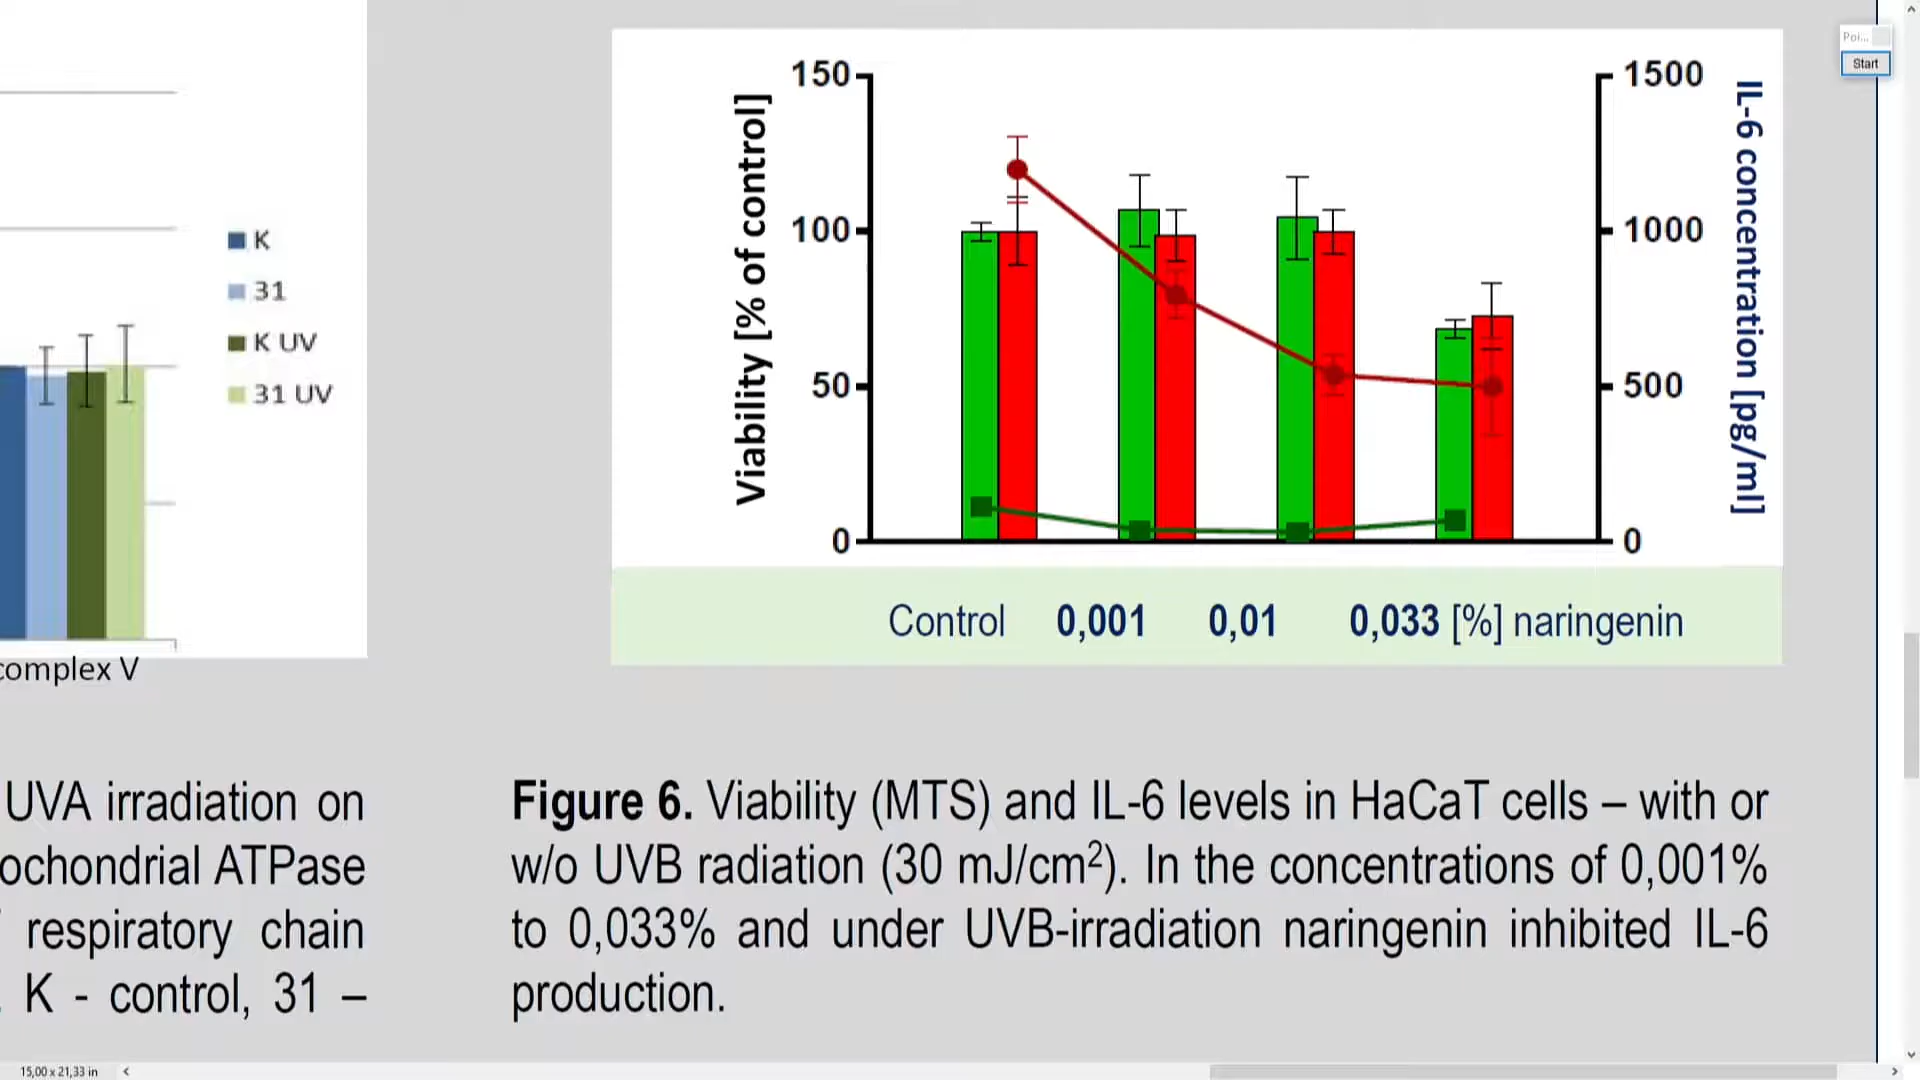 K
31
K UV
31 UV
complex V
UVA irradiation on
ochondrial ATPase
respiratory chain
K - control, 31 –
Viability [% of control]
150
100
50
0
1500
1000
500
0
IL-6 concentration [pg/ml]
Control 0,001 0,01 0,033 [%] naringenin
Figure 6. Viability (MTS) and IL-6 levels in HaCaT cells – with or
w/o UVB radiation (30 mJ/cm²). In the concentrations of 0,001%
to 0,033% and under UVB-irradiation naringenin inhibited IL-6
production.
Poi...
Start
15,00 x 21,33 in